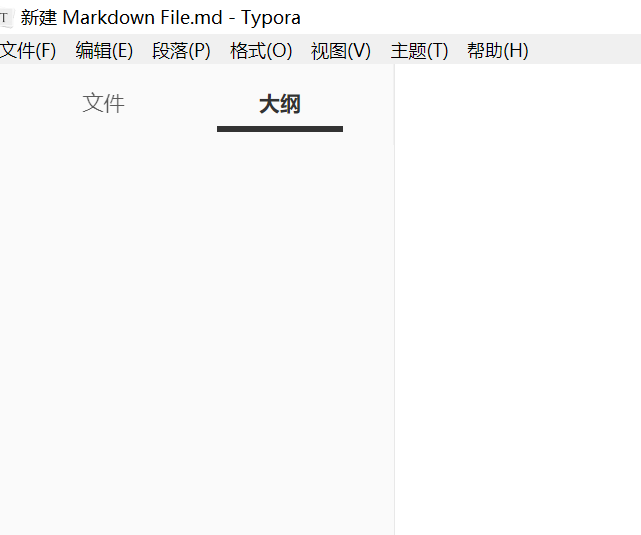 T 新建 Markdown File.md - Typora
文件(F) 编辑(E) 段落(P) 格式(O) 视图(V) 主题(T) 帮助(H)
文件 大纲